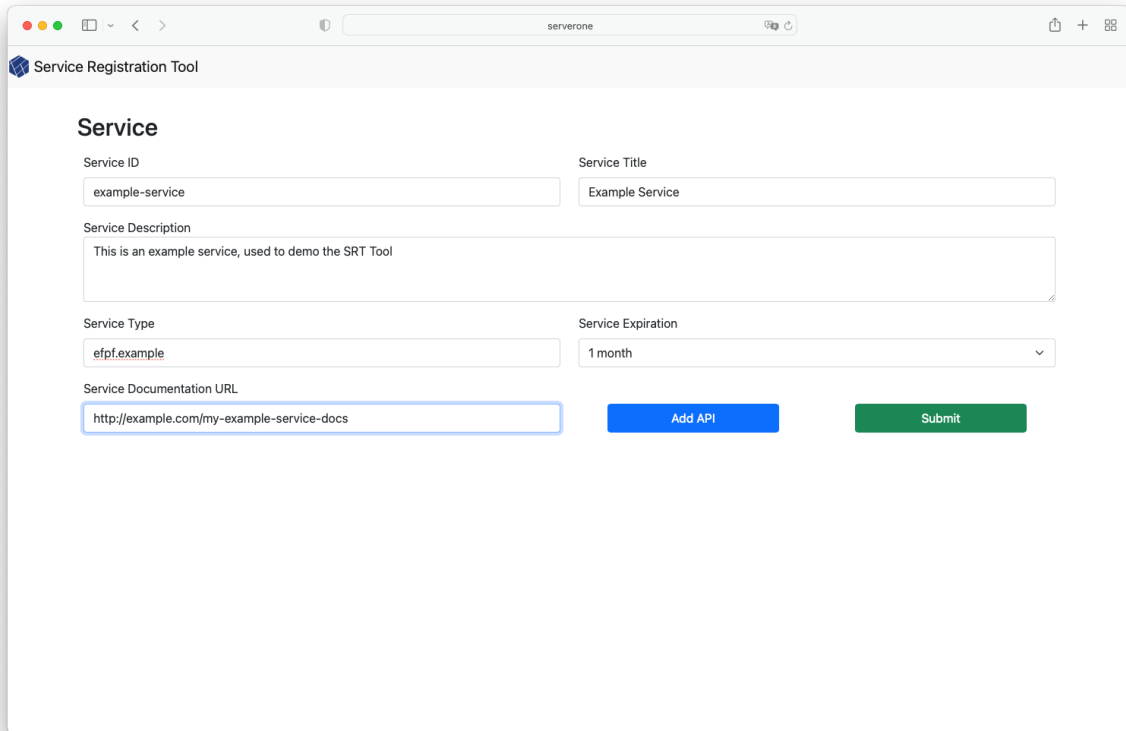 serverone
Service Registration Tool
Service
Service ID
Service Title
example-service
Example Service
Service Description
This is an example service, used to demo the SRT Tool
Service Type
Service Expiration
efpf.example
1 month
Service Documentation URL
http://example.com/my-example-service-docs
Add API
Submit